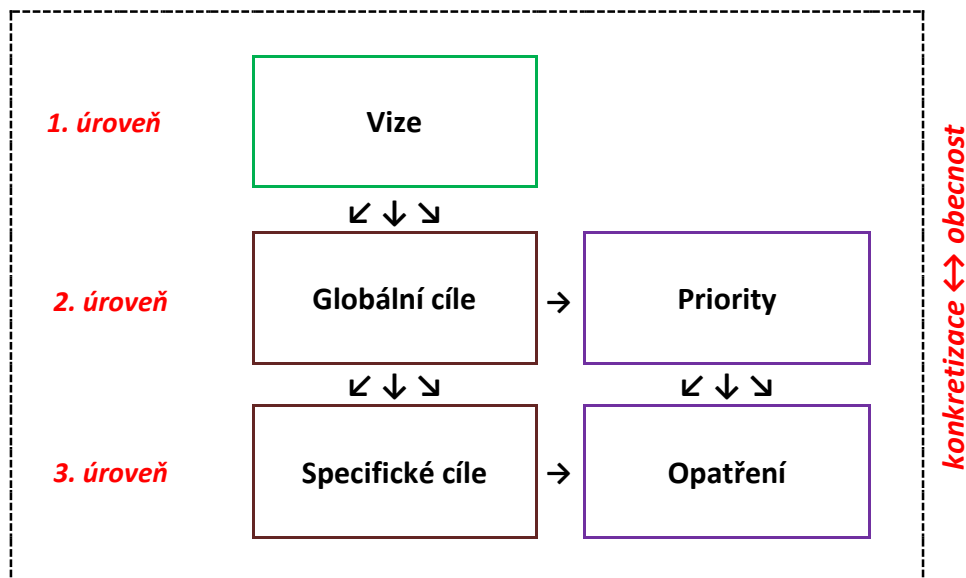 1. úroveň
Vize
↙ ↓ ↘
2. úroveň
Globální cíle
→
Priority
↙ ↓ ↘
↙ ↓ ↘
3. úroveň
Specifické cíle
→
Opatření
konkretizace ↔ obecnost